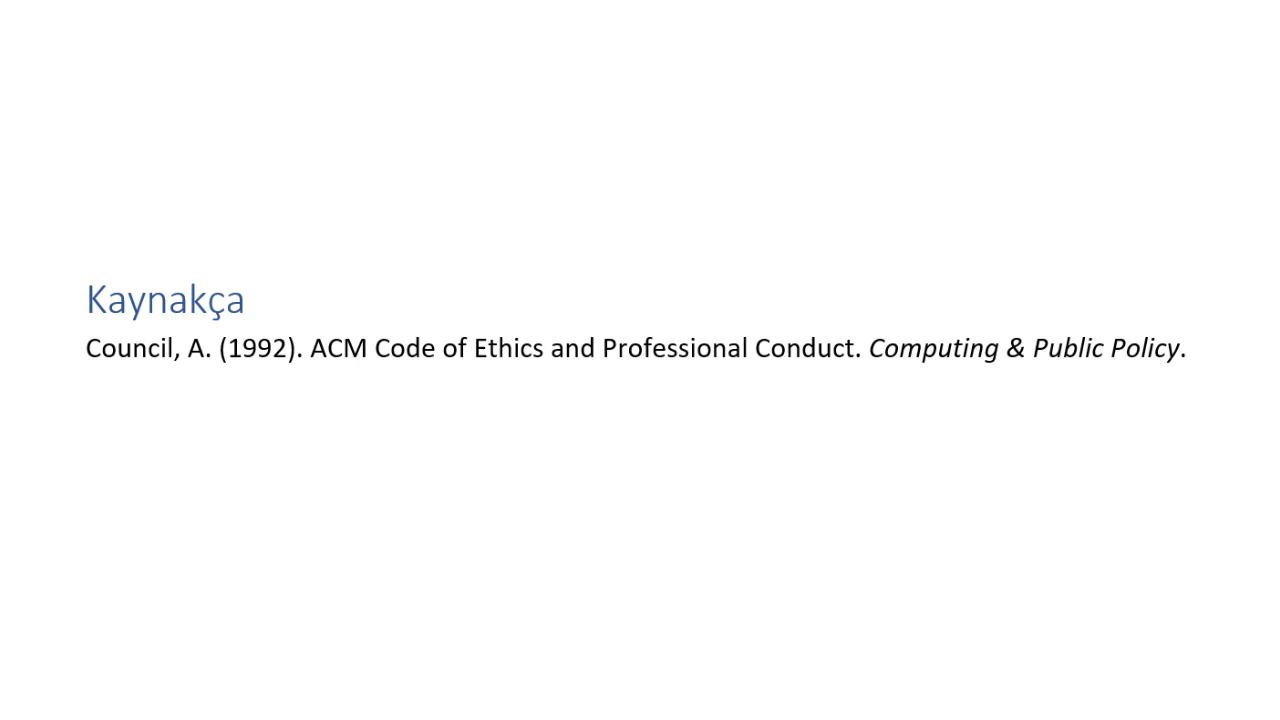 Kaynakça
Council, A. (1992). ACM Code of Ethics and Professional Conduct. Computing & Public Policy.